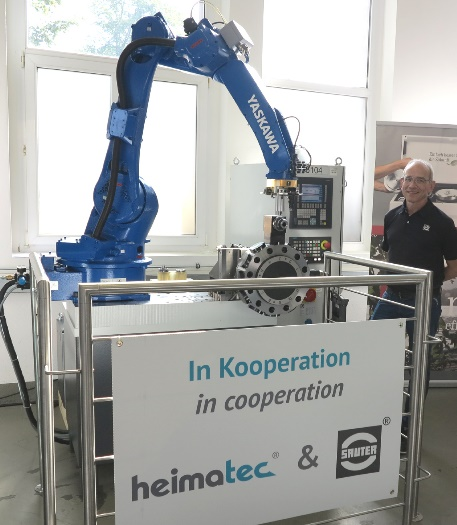 YASKAWA
In Kooperation
in cooperation
heimatec® & SAUTER®